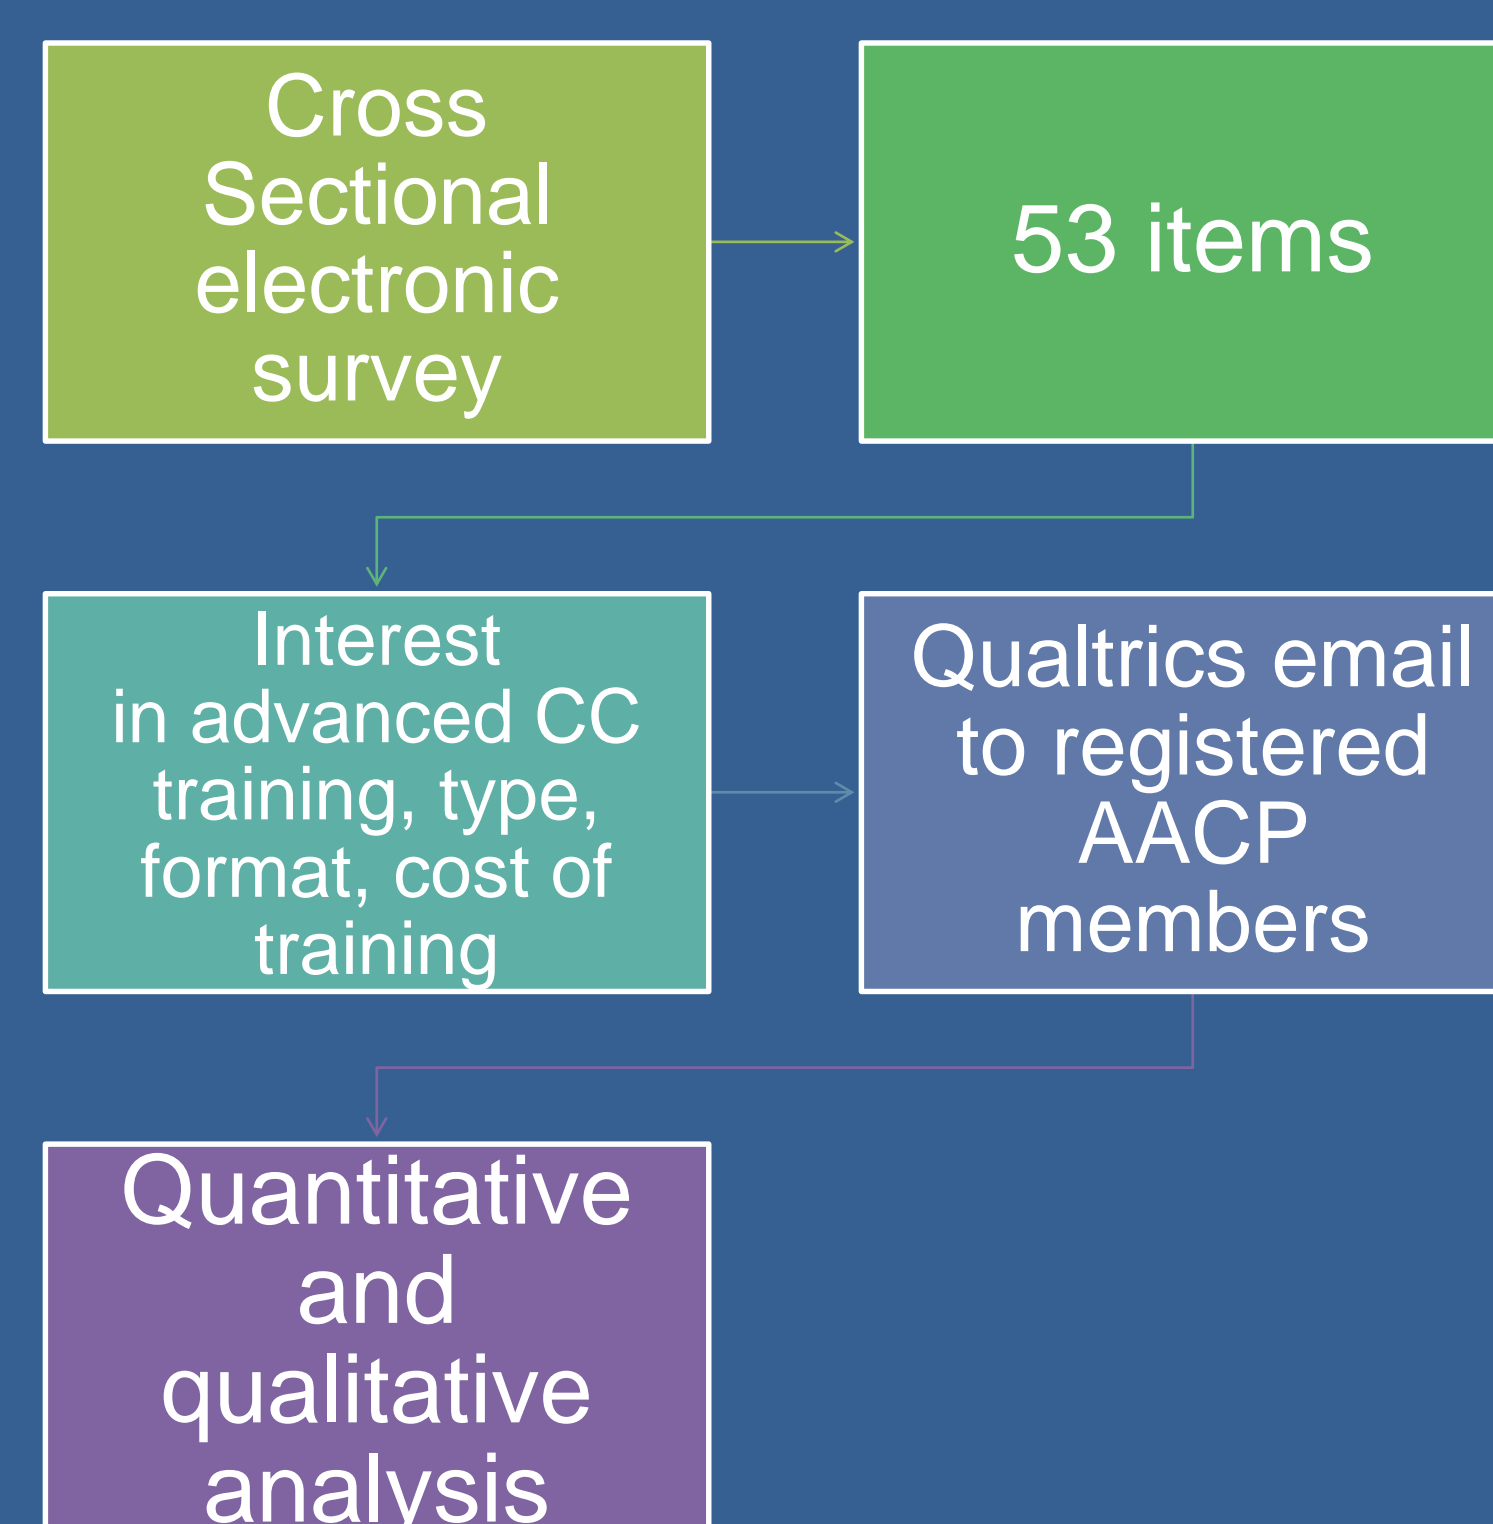 Cross
Sectional
electronic
survey
53 items
Interest
in advanced CC
training, type,
format, cost of
training
Qualtrics email
to registered
AACP
members
Quantitative
and
qualitative
analysis